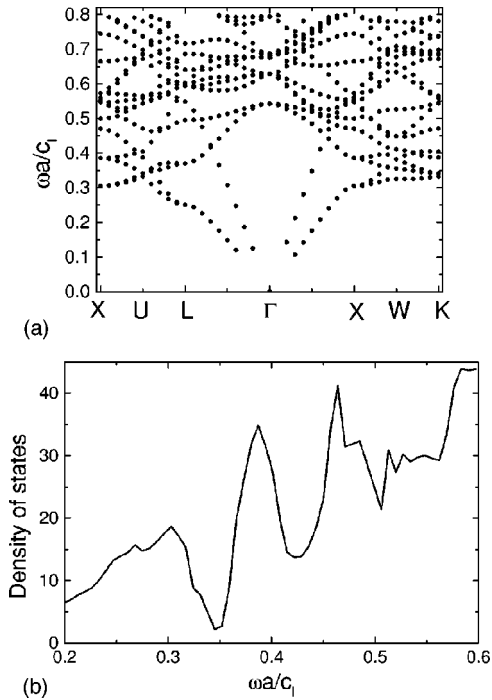 0.8
0.7
0.6
0.5
0.4
0.3
0.2
0.1
0.0
ωa/c_l
X U L Γ X W K
(a)
40
30
20
10
0
Density of states
0.2 0.3 0.4 0.5 0.6
ωa/c_l
(b)